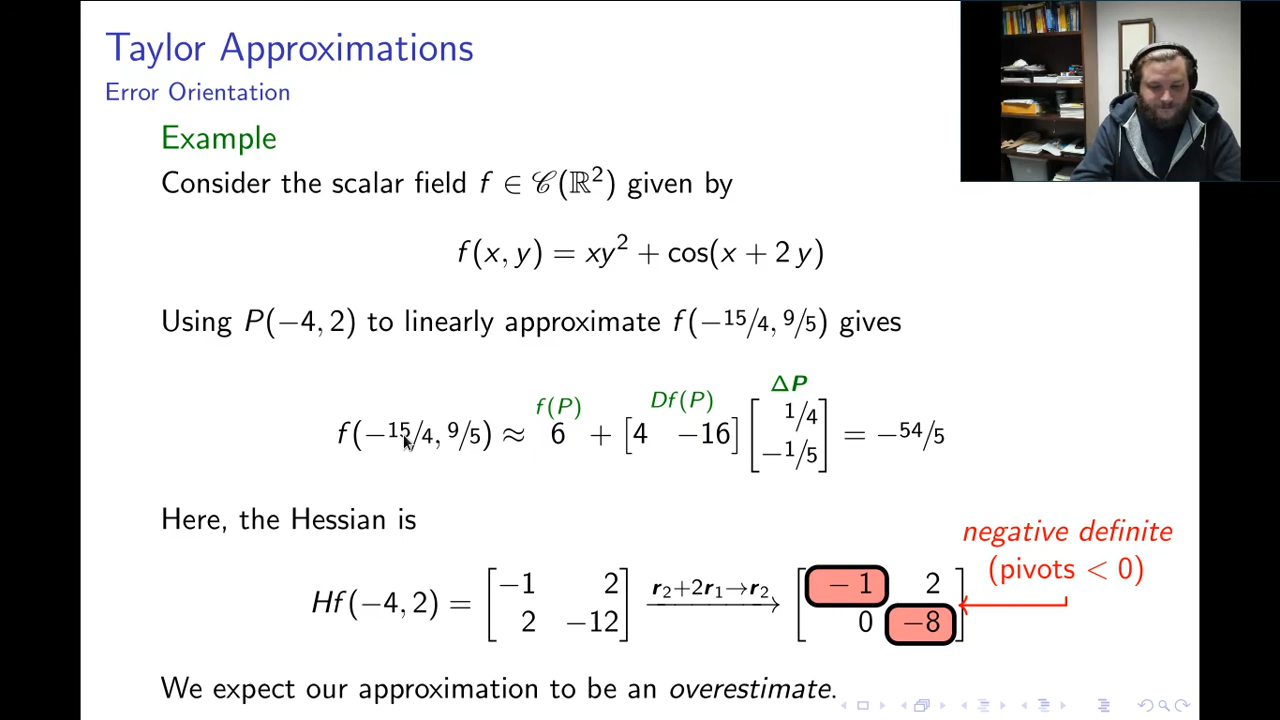 Taylor Approximations
Error Orientation
Example
Consider the scalar field f ∈ 𝒞(ℝ²) given by
f(x, y) = xy² + cos(x + 2 y)
Using P(−4, 2) to linearly approximate f(−15/4, 9/5) gives
f(P) Df(P) ΔP
f(−15/4, 9/5) ≈ 6 + [4 −16] [1/4 −1/5] = −54/5
Here, the Hessian is
negative definite
(pivots < 0)
Hf(−4, 2) = [−1 2 2 −12] r₂+2r₁→r₂ [−1 2 0 −8]
We expect our approximation to be an overestimate.